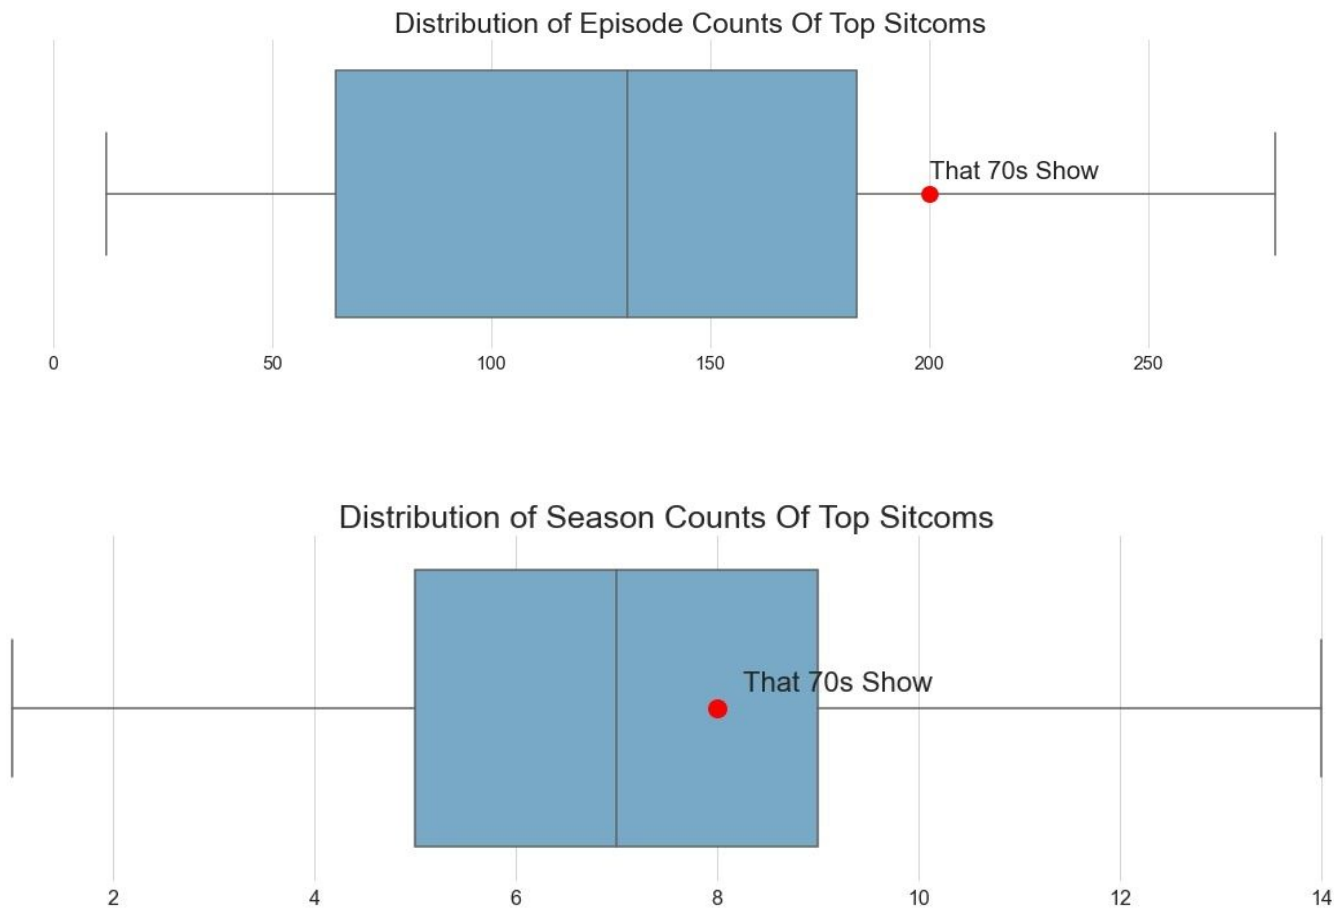 Distribution of Episode Counts Of Top Sitcoms
That 70s Show
0 50 100 150 200 250
Distribution of Season Counts Of Top Sitcoms
That 70s Show
2 4 6 8 10 12 14